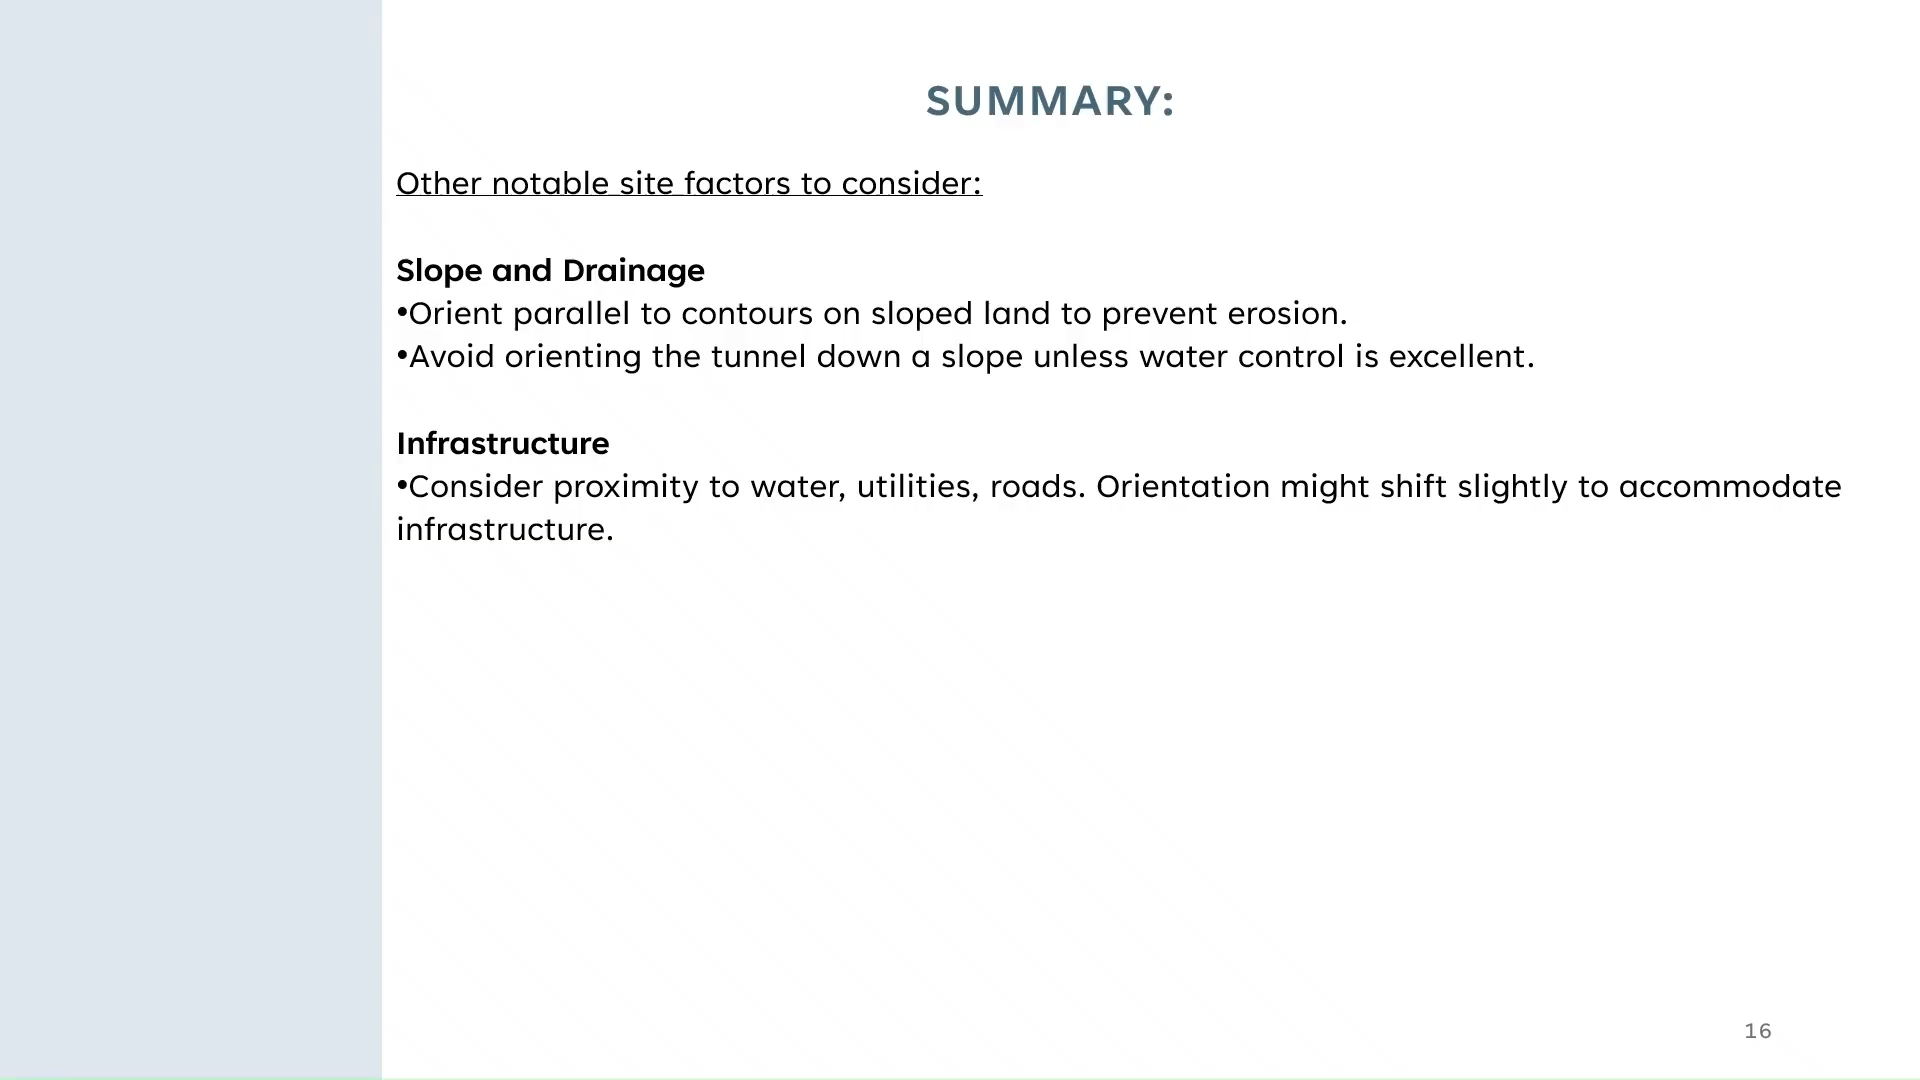 SUMMARY:
Other notable site factors to consider:
Slope and Drainage
•Orient parallel to contours on sloped land to prevent erosion.
•Avoid orienting the tunnel down a slope unless water control is excellent.
Infrastructure
•Consider proximity to water, utilities, roads. Orientation might shift slightly to accommodate
infrastructure.
16